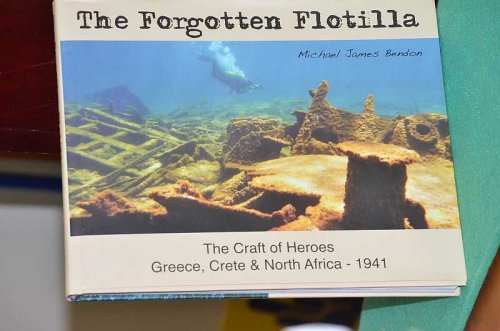 The Forgotten Flotilla
Michael James Bendon
The Craft of Heroes
Greece, Crete & North Africa - 1941